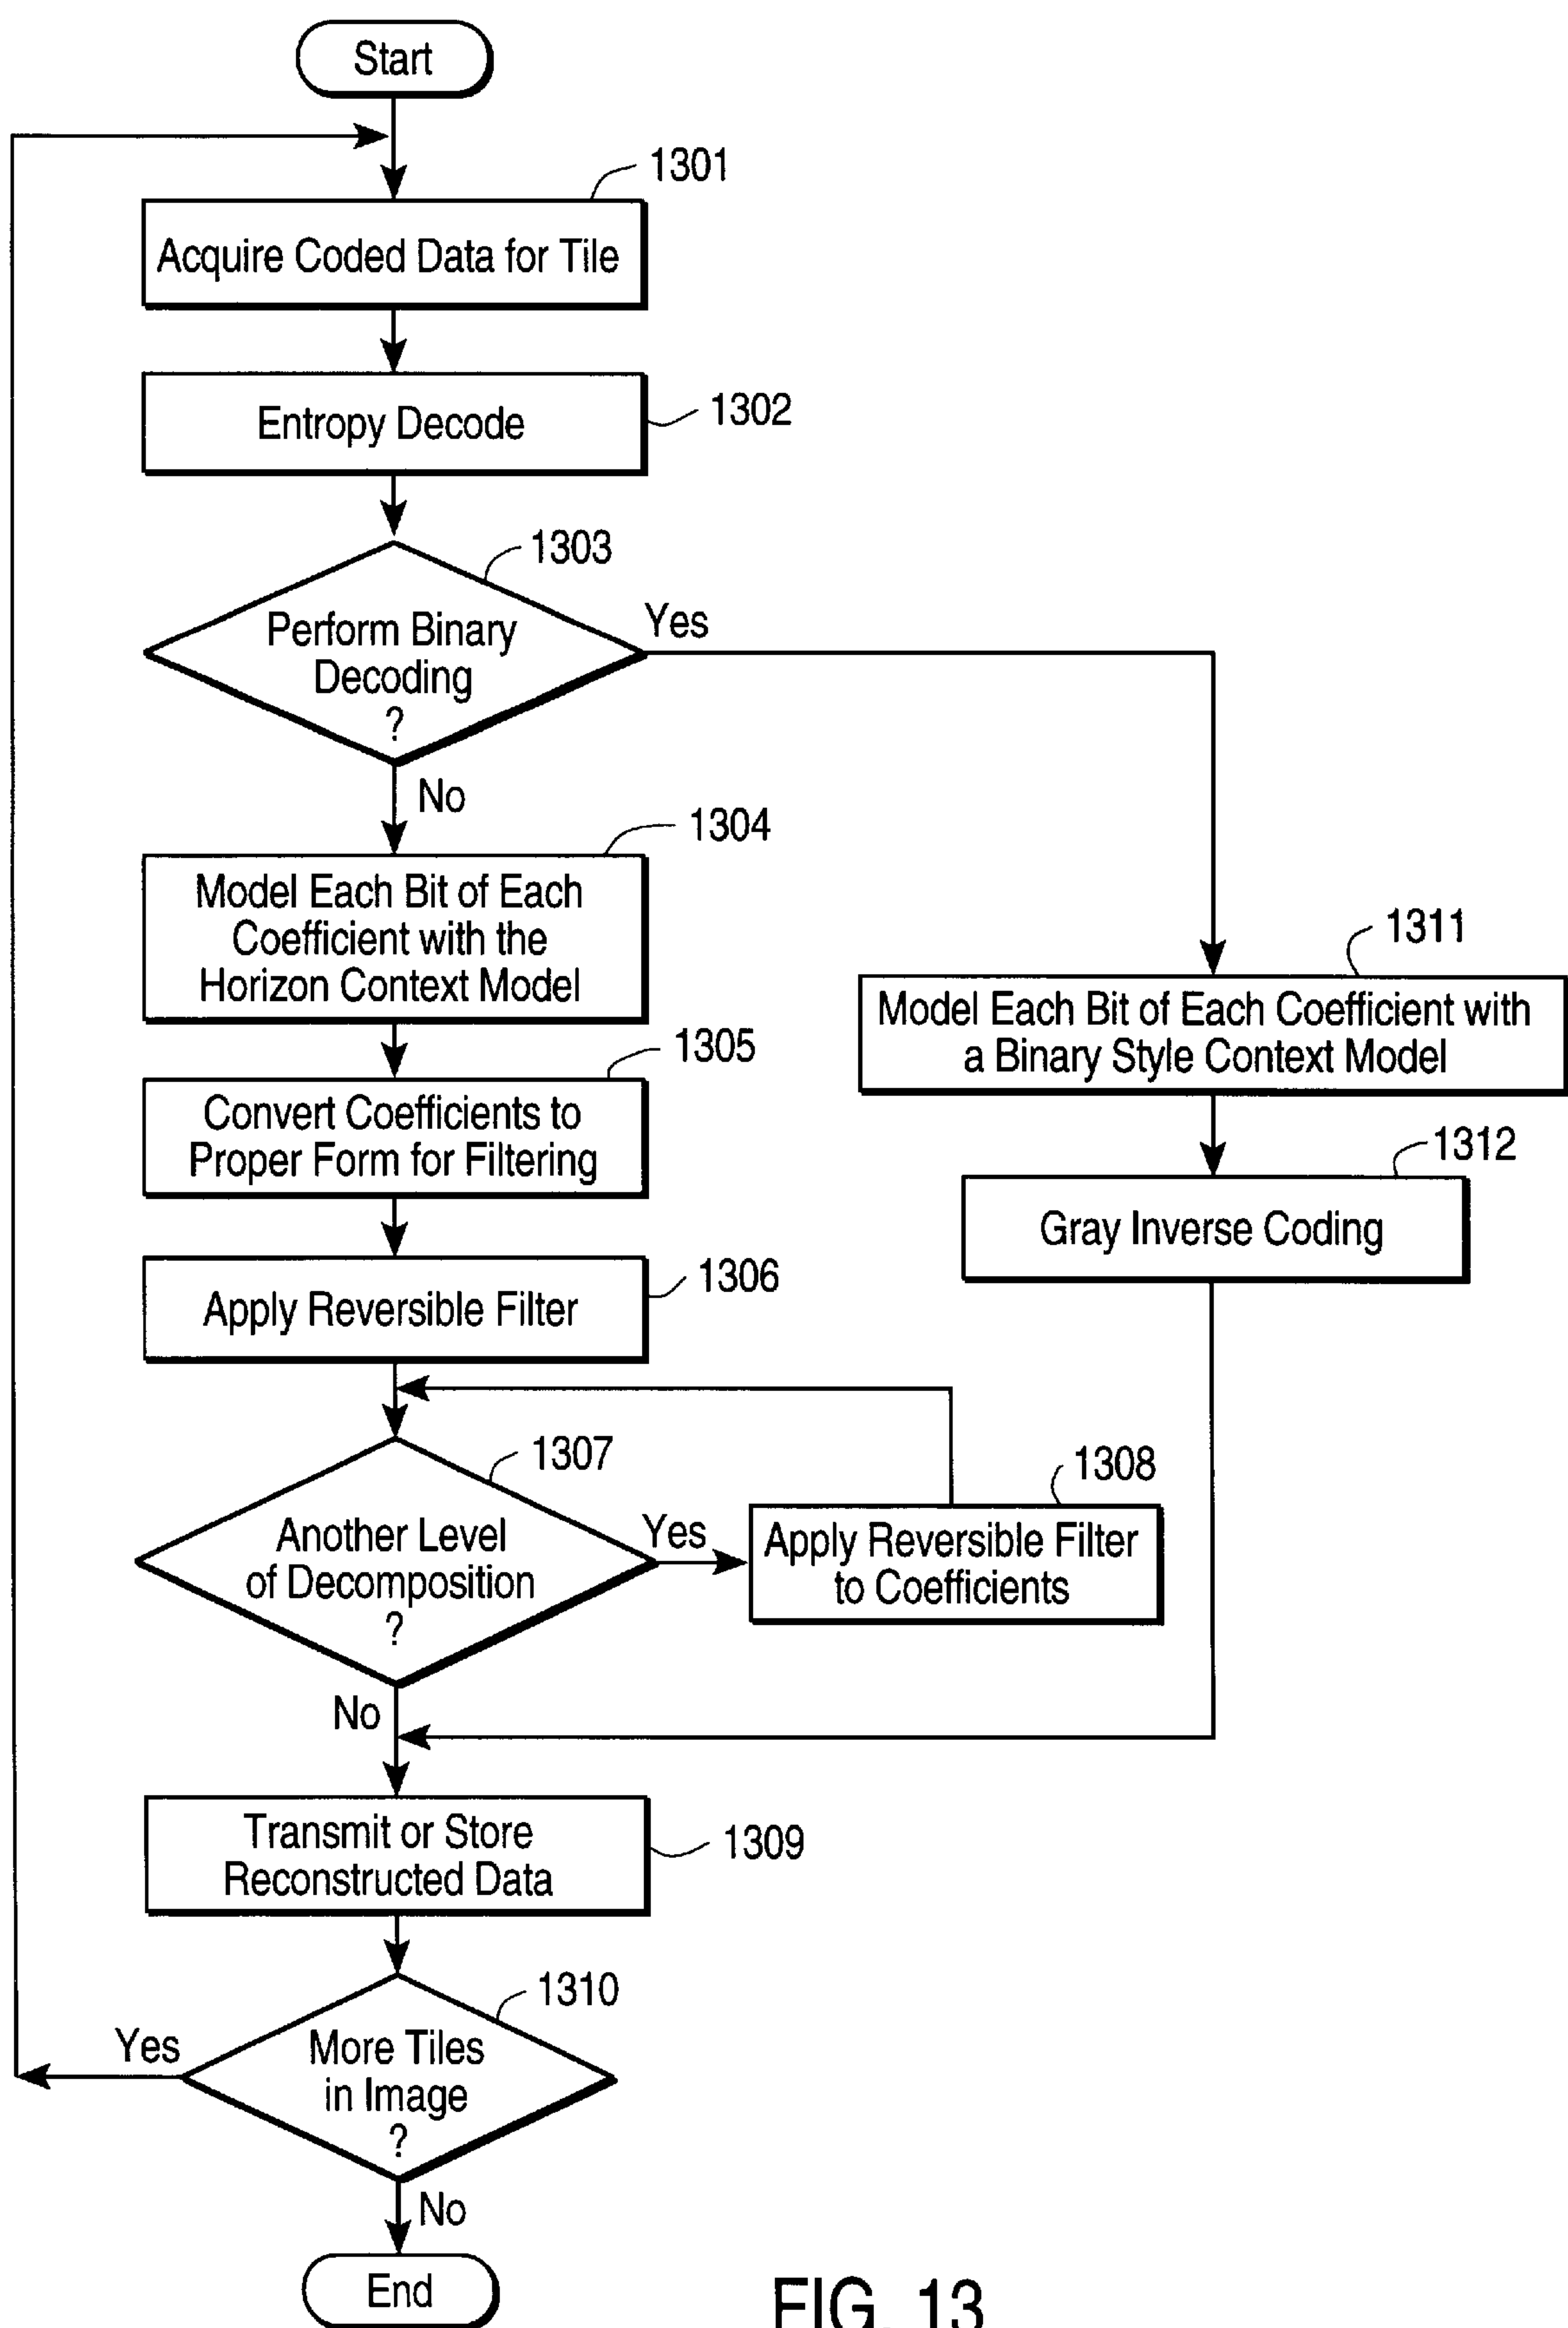 Start
1301
Acquire Coded Data for Tile
Entropy Decode
1302
1303
Perform Binary
Decoding
?
Yes
No
1304
Model Each Bit of Each
Coefficient with the
Horizon Context Model
1305
Convert Coefficients to
Proper Form for Filtering
1306
Apply Reversible Filter
1311
Model Each Bit of Each Coefficient with
a Binary Style Context Model
1312
Gray Inverse Coding
1307
Another Level
of Decomposition
?
Yes
1308
Apply Reversible Filter
to Coefficients
No
Transmit or Store
Reconstructed Data
1309
1310
More Tiles
in Image
?
Yes
No
End
FIG. 13